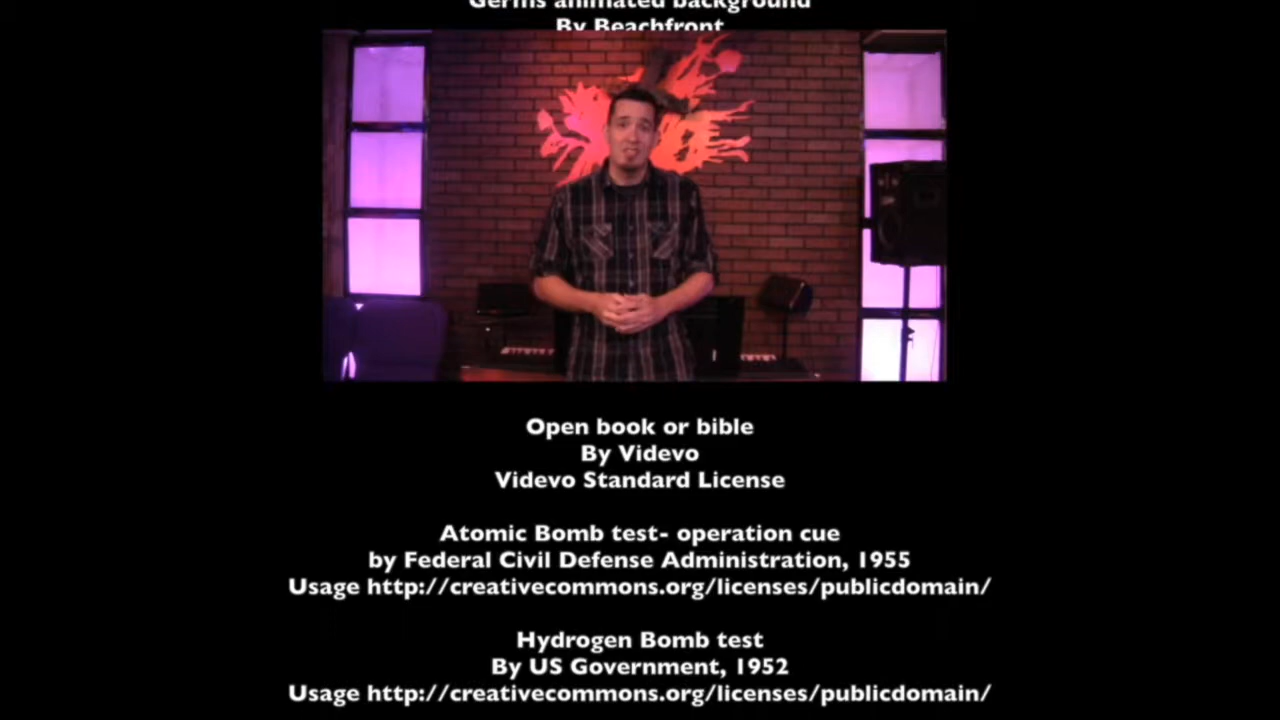 Germs animated background
By Beachfront
Open book or bible
By Videvo
Videvo Standard License
Atomic Bomb test- operation cue
by Federal Civil Defense Administration, 1955
Usage http://creativecommons.org/licenses/publicdomain/
Hydrogen Bomb test
By US Government, 1952
Usage http://creativecommons.org/licenses/publicdomain/